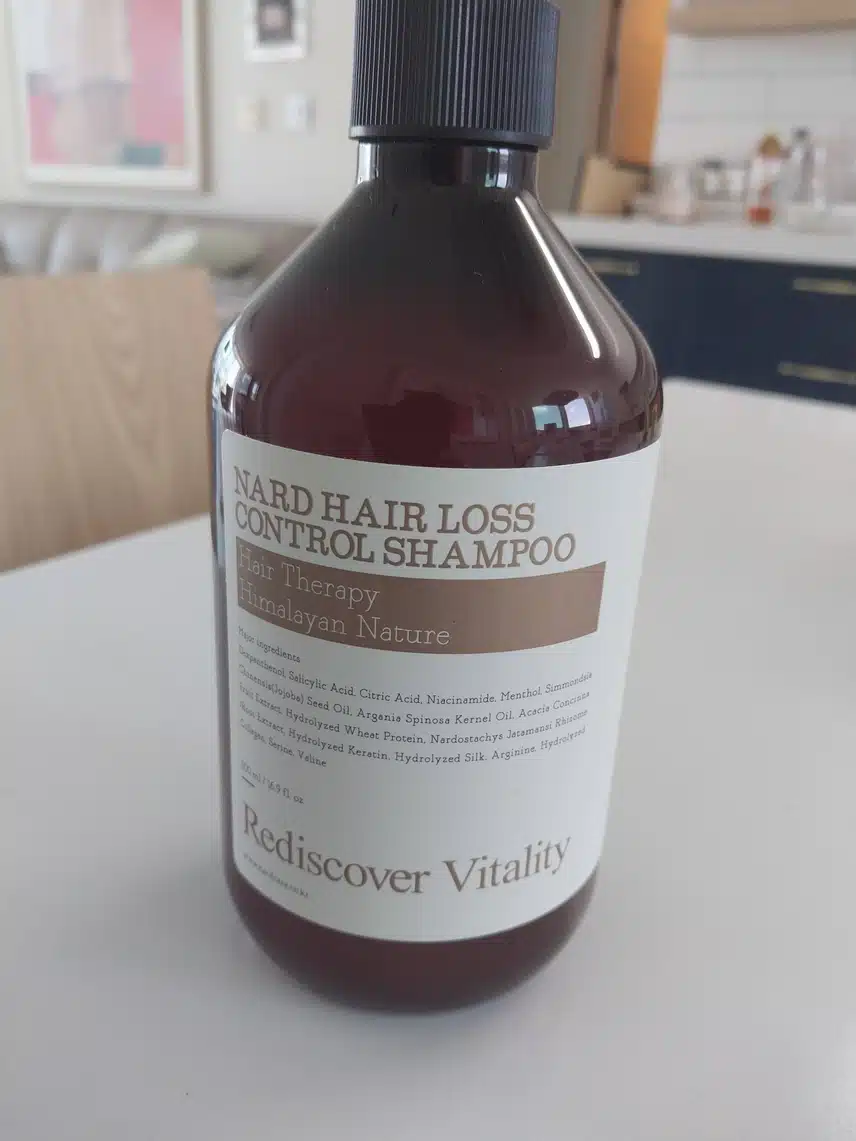 NARD HAIR LOSS
CONTROL SHAMPOO
Hair Therapy
Himalayan Nature
Major ingredients
Dexpanthenol, Salicylic Acid, Citric Acid, Niacinamide, Menthol, Simmondsia
Chinensis(Jojoba) Seed Oil, Argania Spinosa Kernel Oil, Acacia Concinna
Fruit Extract, Hydrolyzed Wheat Protein, Nardostachys Jatamansi Rhizome
/Root Extract, Hydrolyzed Keratin, Hydrolyzed Silk, Arginine, Hydrolyzed
Collagen, Serine, Valine
500 ml / 16.9 fl. oz
Rediscover Vitality